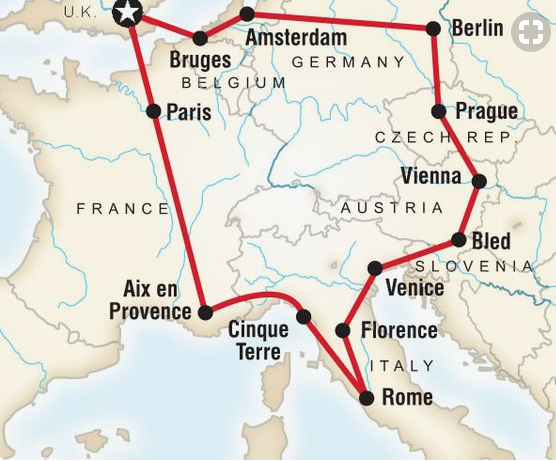 U.K.
Berlin
Amsterdam
Bruges
GERMANY
BELGIUM
Paris
Prague
CZECH REP.
Vienna
FRANCE
AUSTRIA
Bled
SLOVENIA
Venice
Aix en
Provence
Cinque
Terre
Florence
ITALY
Rome